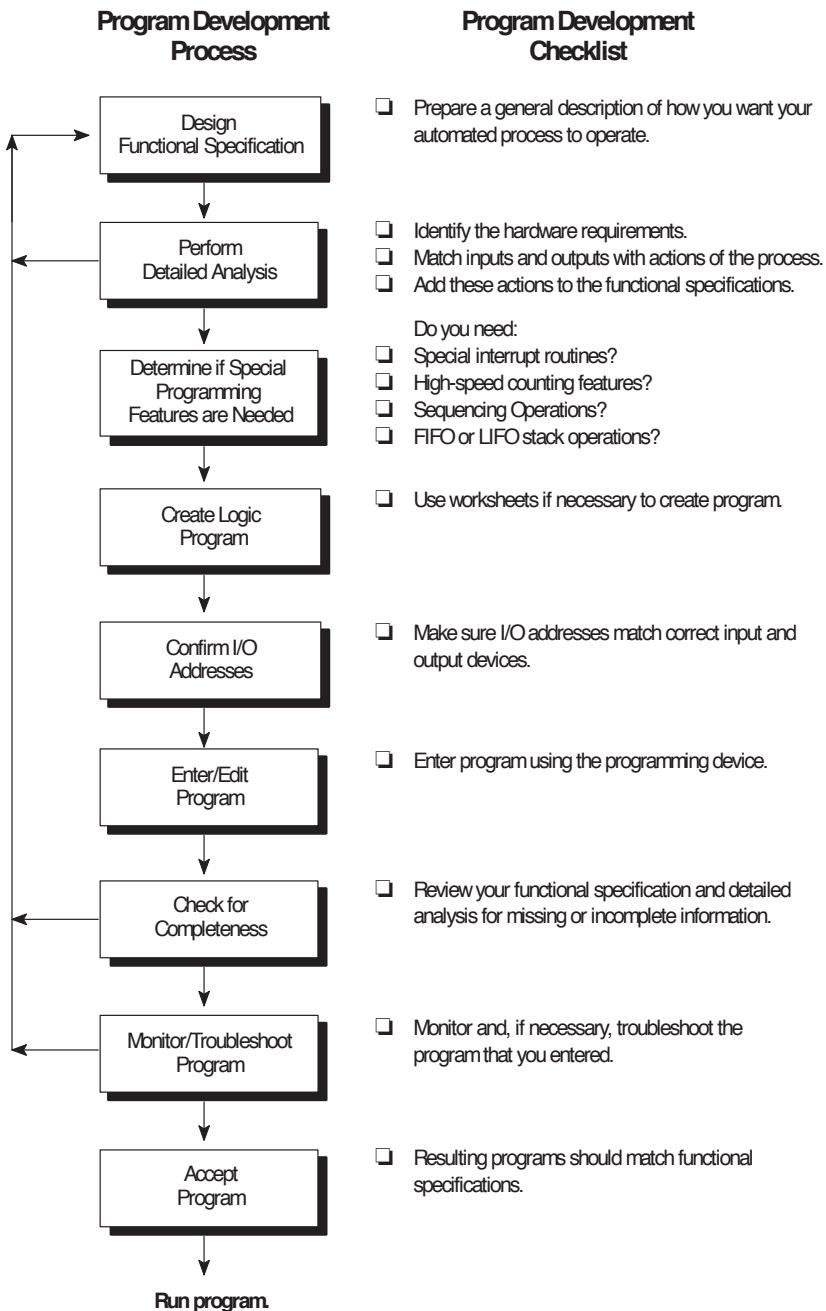 Program Development
Process
Program Development
Checklist
Design
Functional Specification
❏ Prepare a general description of how you want your
automated process to operate.
Perform
Detailed Analysis
❏ Identify the hardware requirements.
❏ Match inputs and outputs with actions of the process.
❏ Add these actions to the functional specifications.
Determine if Special
Programming
Features are Needed
Do you need:
❏ Special interrupt routines?
❏ High-speed counting features?
❏ Sequencing Operations?
❏ FIFO or LIFO stack operations?
Create Logic
Program
❏ Use worksheets if necessary to create program.
Confirm I/O
Addresses
❏ Make sure I/O addresses match correct input and
output devices.
Enter/Edit
Program
❏ Enter program using the programming device.
Check for
Completeness
❏ Review your functional specification and detailed
analysis for missing or incomplete information.
Monitor/Troubleshoot
Program
❏ Monitor and, if necessary, troubleshoot the
program that you entered.
Accept
Program
❏ Resulting programs should match functional
specifications.
Run program.